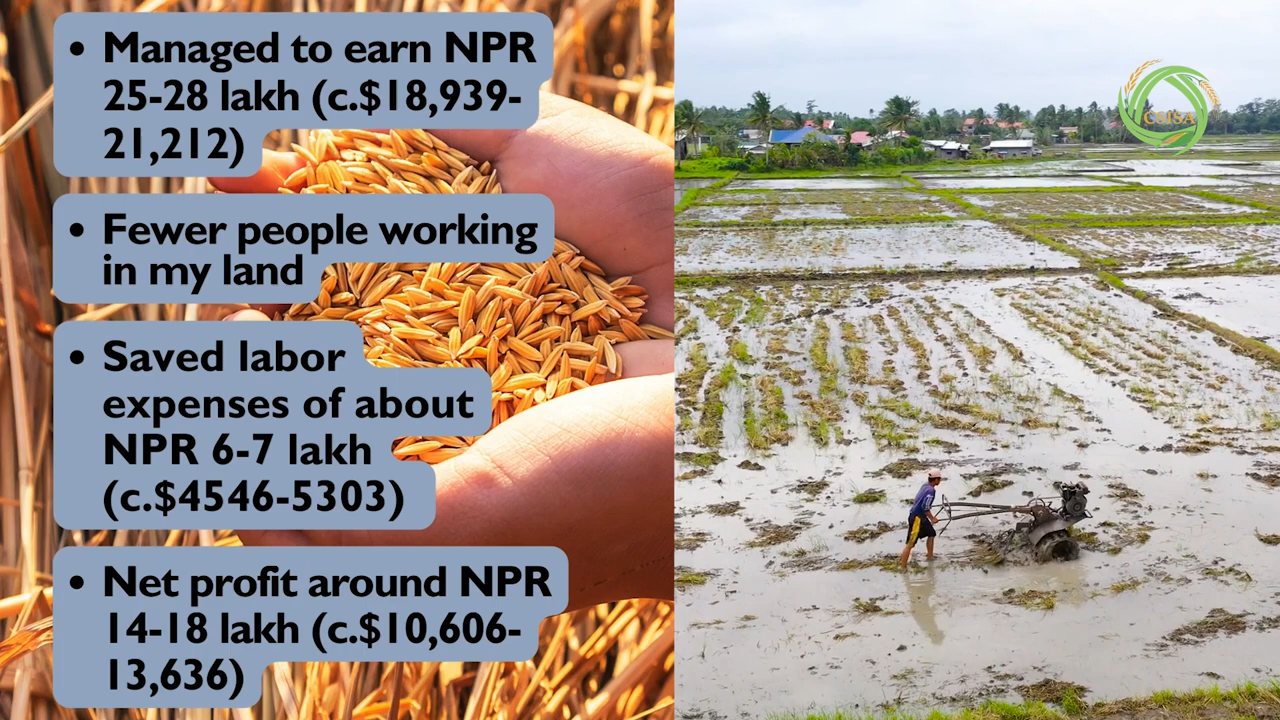 • Managed to earn NPR
25-28 lakh (c.$18,939-
21,212)
• Fewer people working
in my land
• Saved labor
expenses of about
NPR 6-7 lakh
(c.$4546-5303)
• Net profit around NPR
14-18 lakh (c.$10,606-
13,636)
CSISA